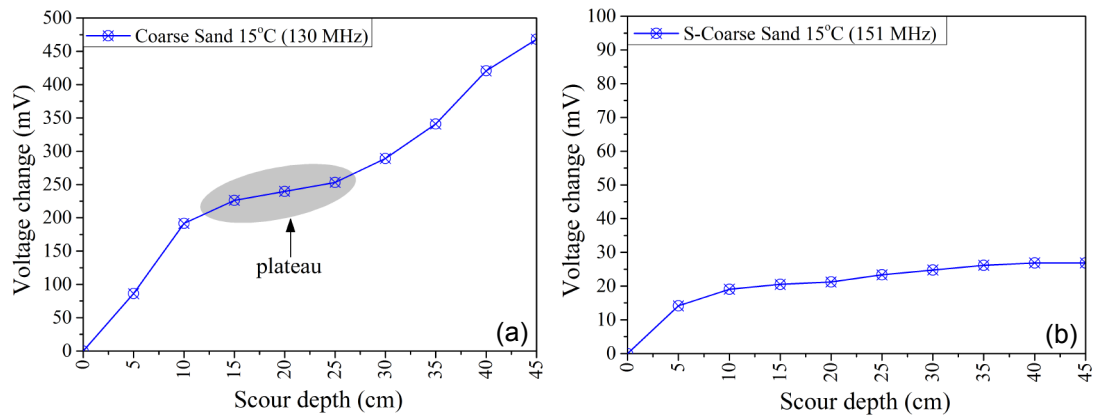 500
450
400
350
300
250
200
150
100
50
0
Voltage change (mV)
Coarse Sand 15°C (130 MHz)
plateau
(a)
0 5 10 15 20 25 30 35 40 45
Scour depth (cm)
100
90
80
70
60
50
40
30
20
10
0
Voltage change (mV)
S-Coarse Sand 15°C (151 MHz)
(b)
0 5 10 15 20 25 30 35 40 45
Scour depth (cm)